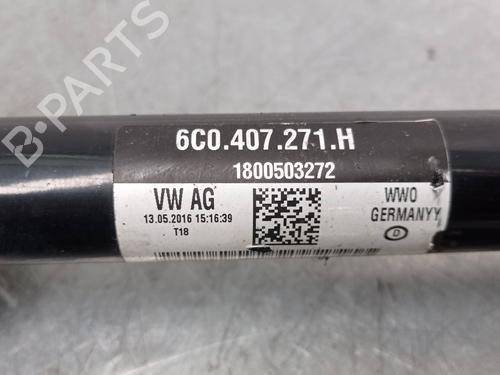 6C0.407.271.H
1800503272
VW AG
13.05.2016 15:16:39
T18
WWO
GERMANYY
D
B-PARTS